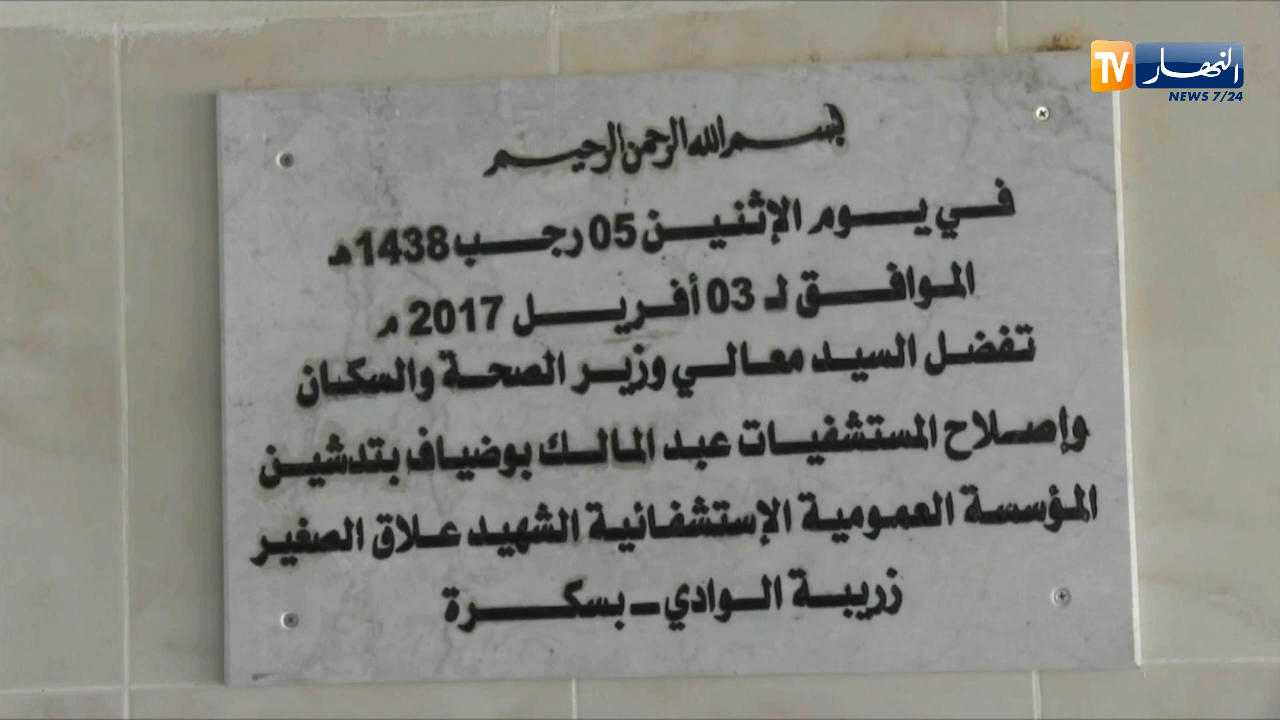 النهار TV
NEWS 7/24
بسم الله الرحمن الرحيم
في يوم الإثنين 05 رجب 1438هـ
الموافق لـ 03 أفريل 2017 م
تفضل السيد معالي وزير الصحة والسكان
وإصلاح المستشفيات عبد المالك بوضياف بتدشين
المؤسسة العمومية الإستشفائية الشهيد علاق الصغير
زريبة الوادي - بسكرة